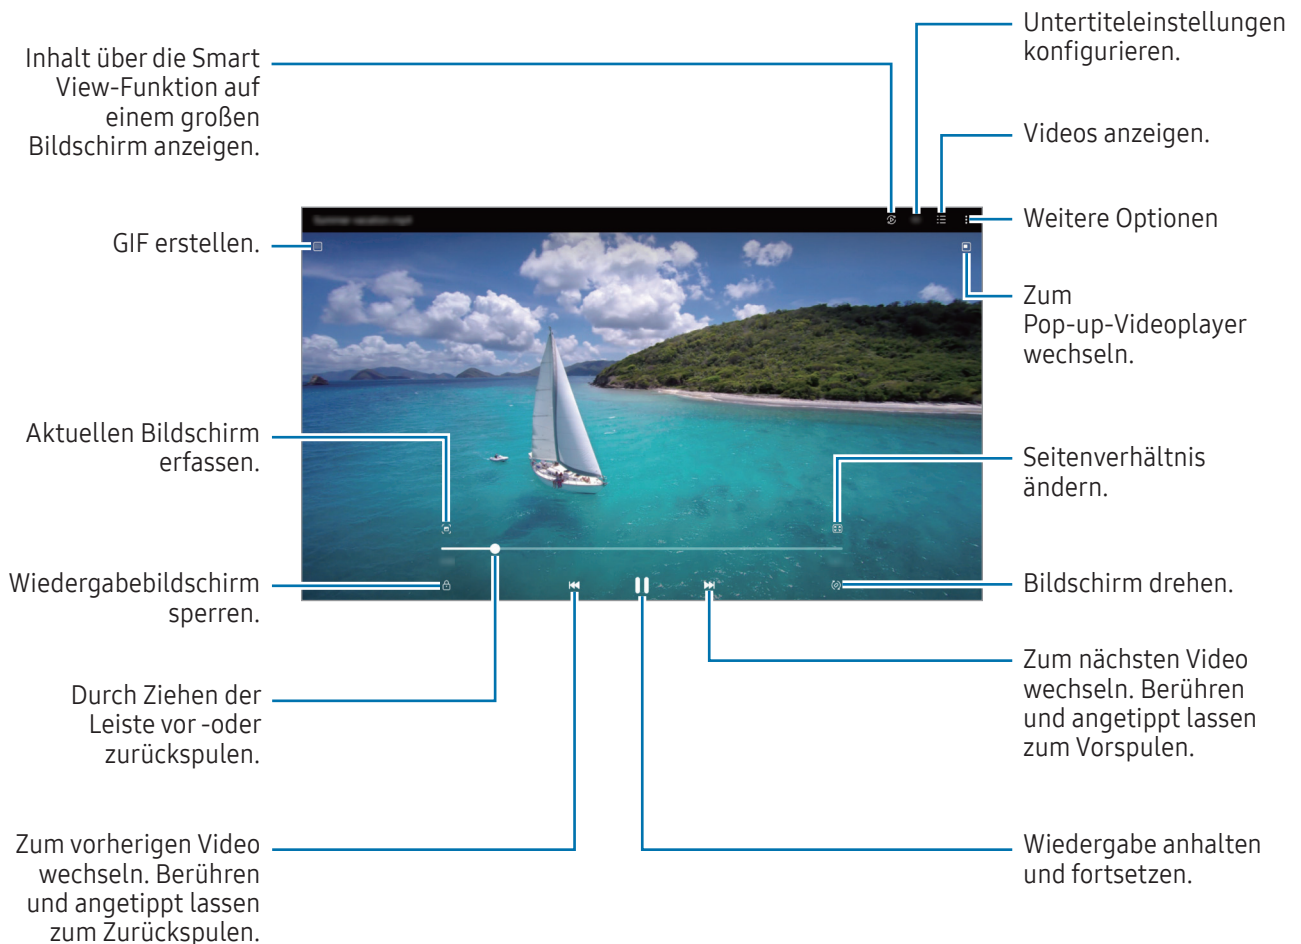 Inhalt über die Smart
View-Funktion auf
einem großen
Bildschirm anzeigen.
GIF erstellen.
Aktuellen Bildschirm
erfassen.
Wiedergabebildschirm
sperren.
Durch Ziehen der
Leiste vor -oder
zurückspulen.
Zum vorherigen Video
wechseln. Berühren
und angetippt lassen
zum Zurückspulen.
Untertiteleinstellungen
konfigurieren.
Videos anzeigen.
Weitere Optionen
Zum
Pop-up-Videoplayer
wechseln.
Seitenverhältnis
ändern.
Bildschirm drehen.
Zum nächsten Video
wechseln. Berühren
und angetippt lassen
zum Vorspulen.
Wiedergabe anhalten
und fortsetzen.